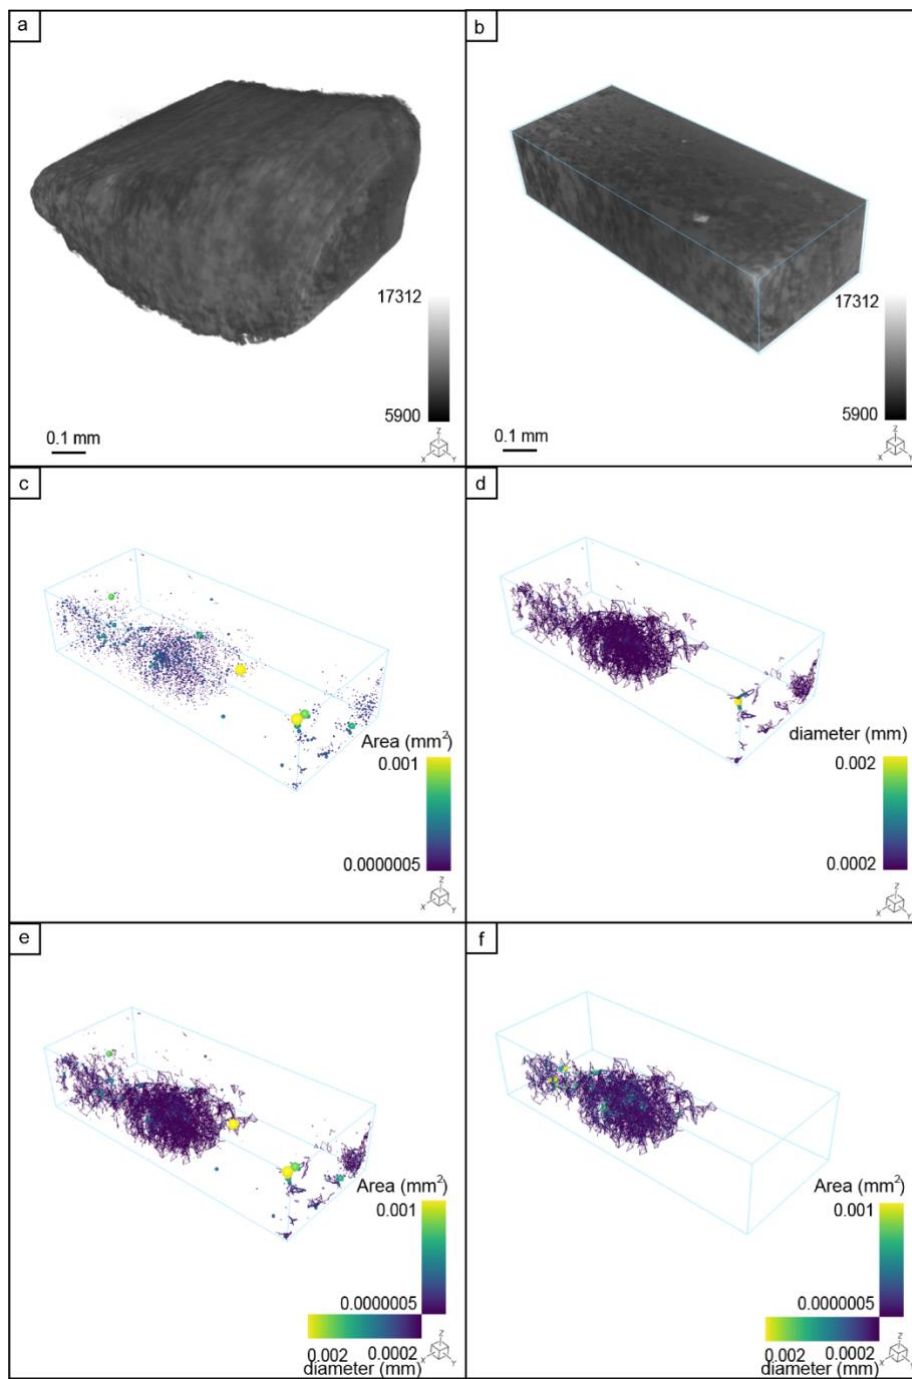 a
17312
5900
0.1 mm
Z
X
Y
b
17312
5900
0.1 mm
Z
X
Y
c
Area (mm²)
0.001
0.0000005
Z
X
Y
d
diameter (mm)
0.002
0.0002
Z
X
Y
e
Area (mm²)
0.001
0.0000005
0.002 0.0002
diameter (mm)
Z
X
Y
f
Area (mm²)
0.001
0.0000005
0.002 0.0002
diameter (mm)
Z
X
Y